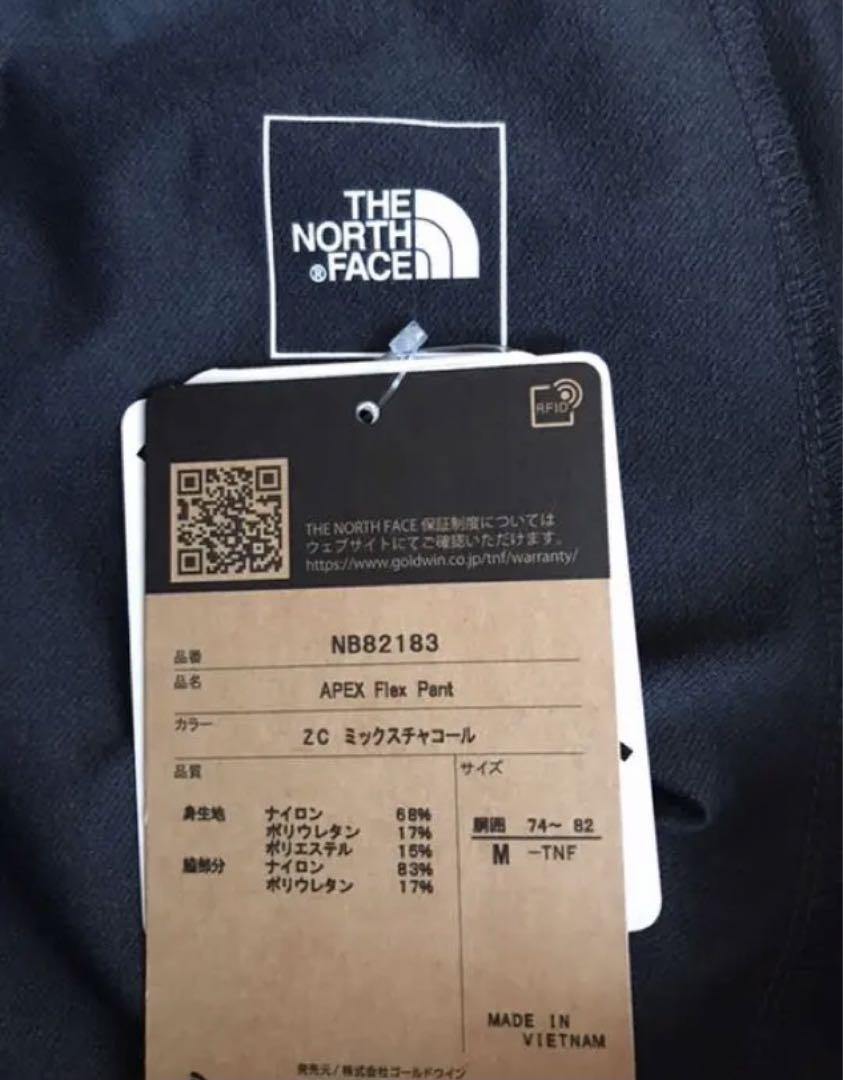 THE
NORTH
®FACE
RFID
THE NORTH FACE 保証制度については
ウェブサイトにてご確認いただけます。
https://www.goldwin.co.jp/tnf/warranty/
品番 NB82183
品名 APEX Flex Pant
カラー ZC ミックスチャコール
品質
サイズ
身生地 ナイロン 68%
ポリウレタン 17%
ポリエステル 15%
脇部分 ナイロン 83%
ポリウレタン 17%
胴囲 74～ 82
M -TNF
MADE IN
VIETNAM
発売元/株式会社ゴールドウイン